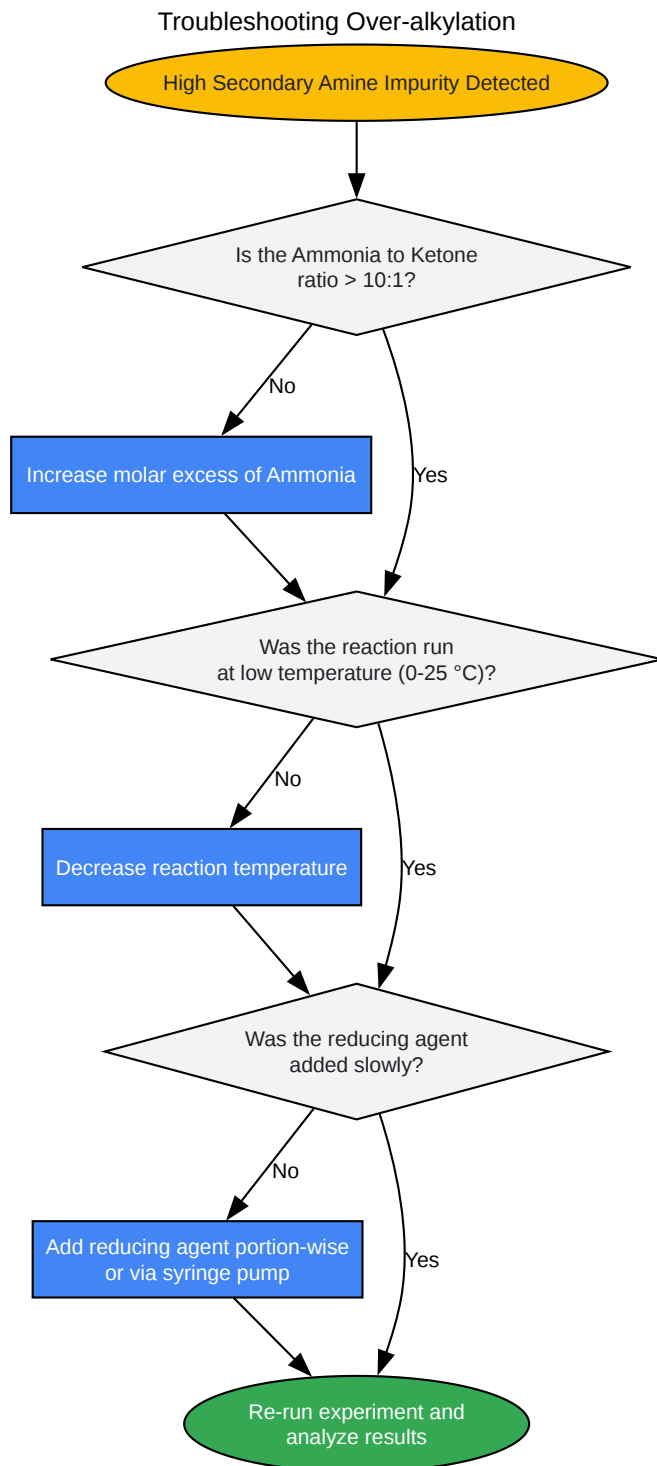 Troubleshooting Over-alkylation
High Secondary Amine Impurity Detected
Is the Ammonia to Ketone
ratio > 10:1?
No
Increase molar excess of Ammonia
Yes
Was the reaction run
at low temperature (0-25 °C)?
No
Decrease reaction temperature
Yes
Was the reducing agent
added slowly?
No
Add reducing agent portion-wise
or via syringe pump
Yes
Re-run experiment and
analyze results